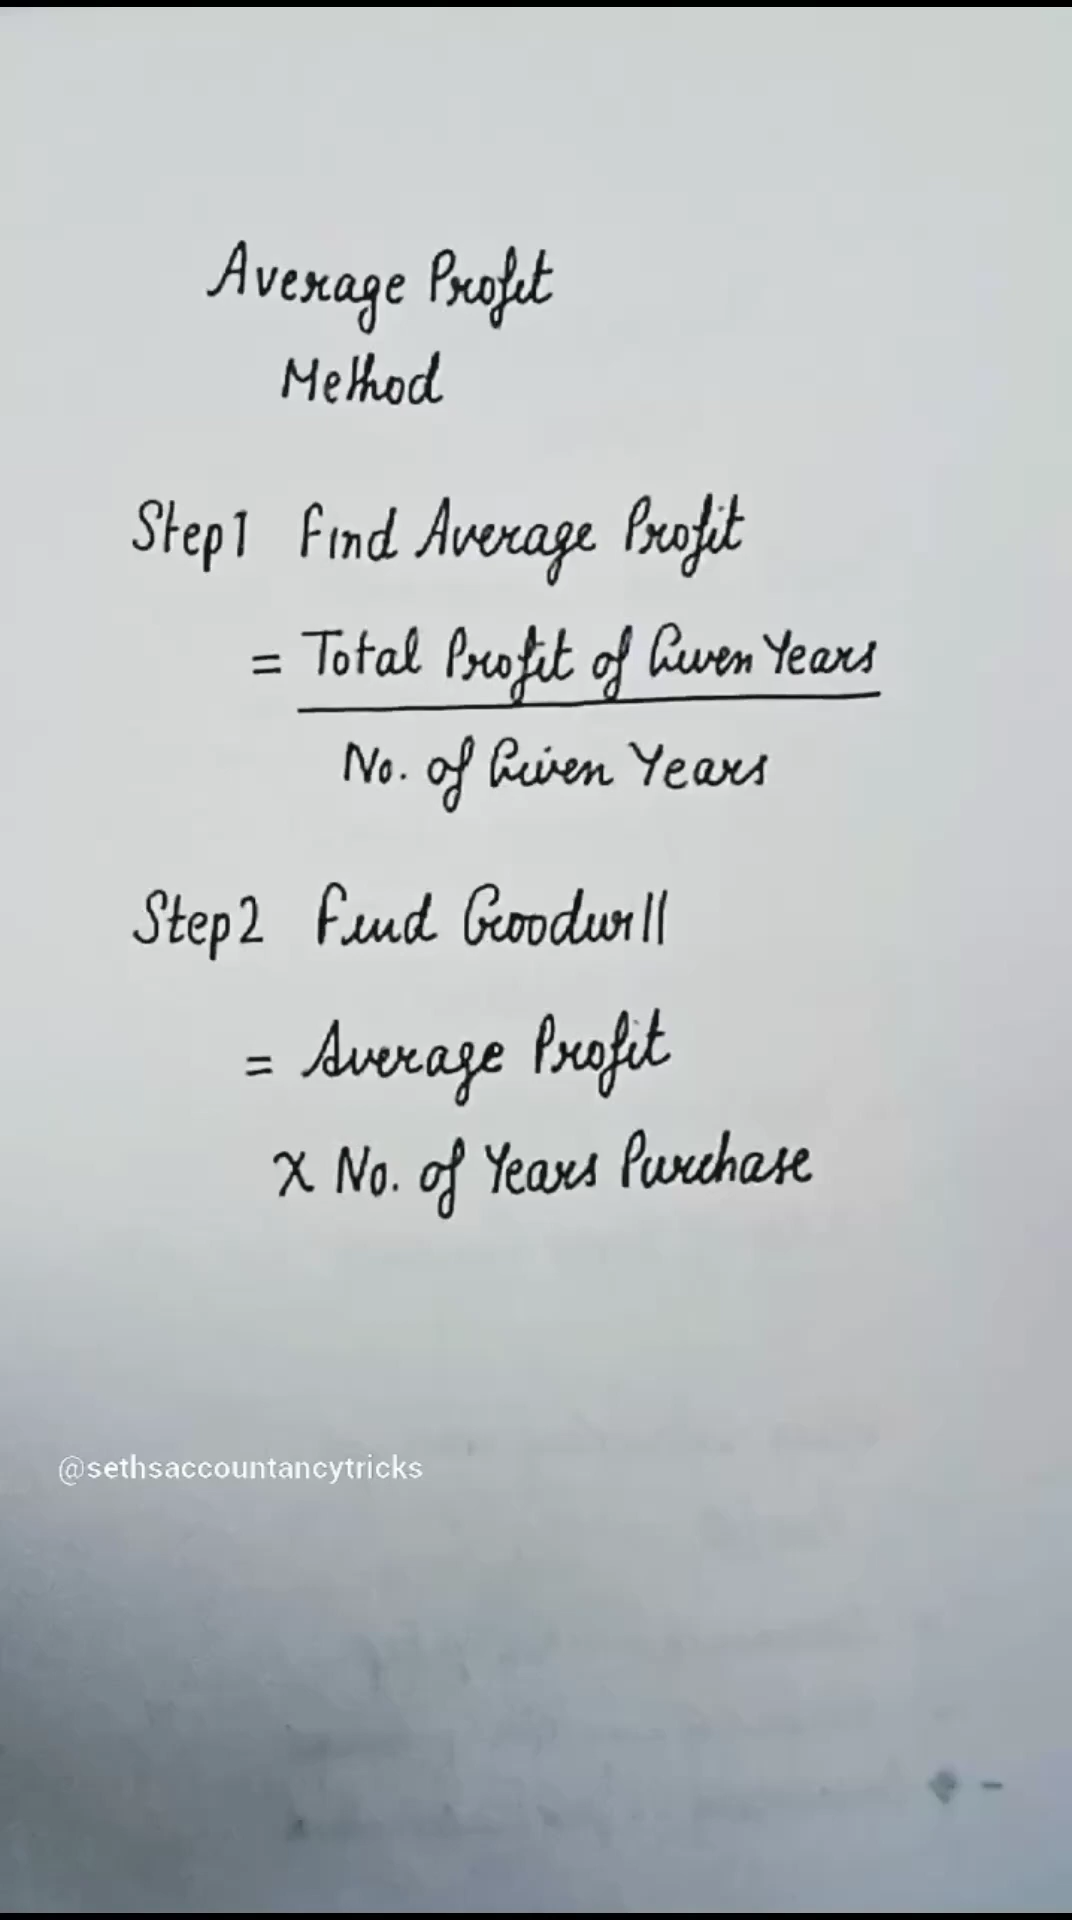 Average Profit
Method
Step1 Find Average Profit
= Total Profit of Given Years
No. of Given Years
Step2 Find Goodwill
= Average Profit
x No. of Years Purchase
@sethsaccountancytricks